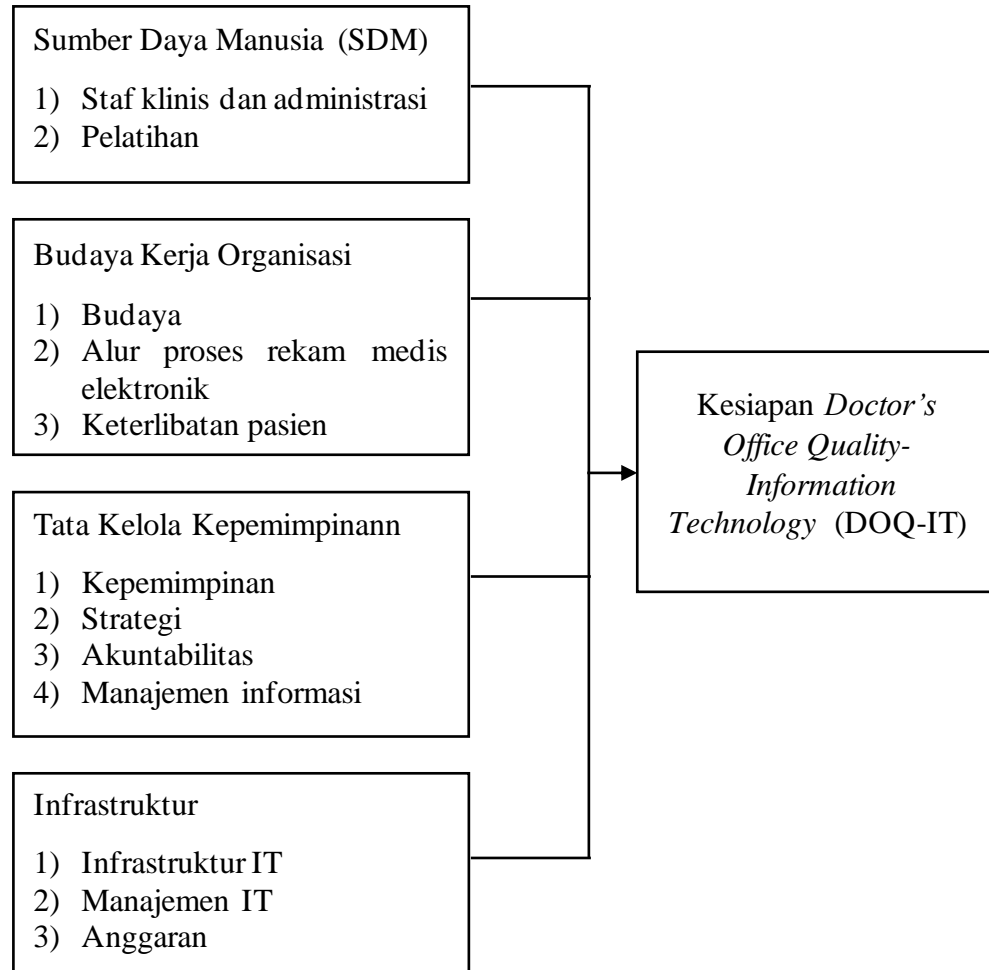 Sumber Daya Manusia (SDM)
1) Staf klinis dan administrasi
2) Pelatihan
Budaya Kerja Organisasi
1) Budaya
2) Alur proses rekam medis
elektronik
3) Keterlibatan pasien
Tata Kelola Kepemimpinann
1) Kepemimpinan
2) Strategi
3) Akuntabilitas
4) Manajemen informasi
Infrastruktur
1) Infrastruktur IT
2) Manajemen IT
3) Anggaran
Kesiapan Doctor’s
Office Quality-
Information
Technology (DOQ-IT)